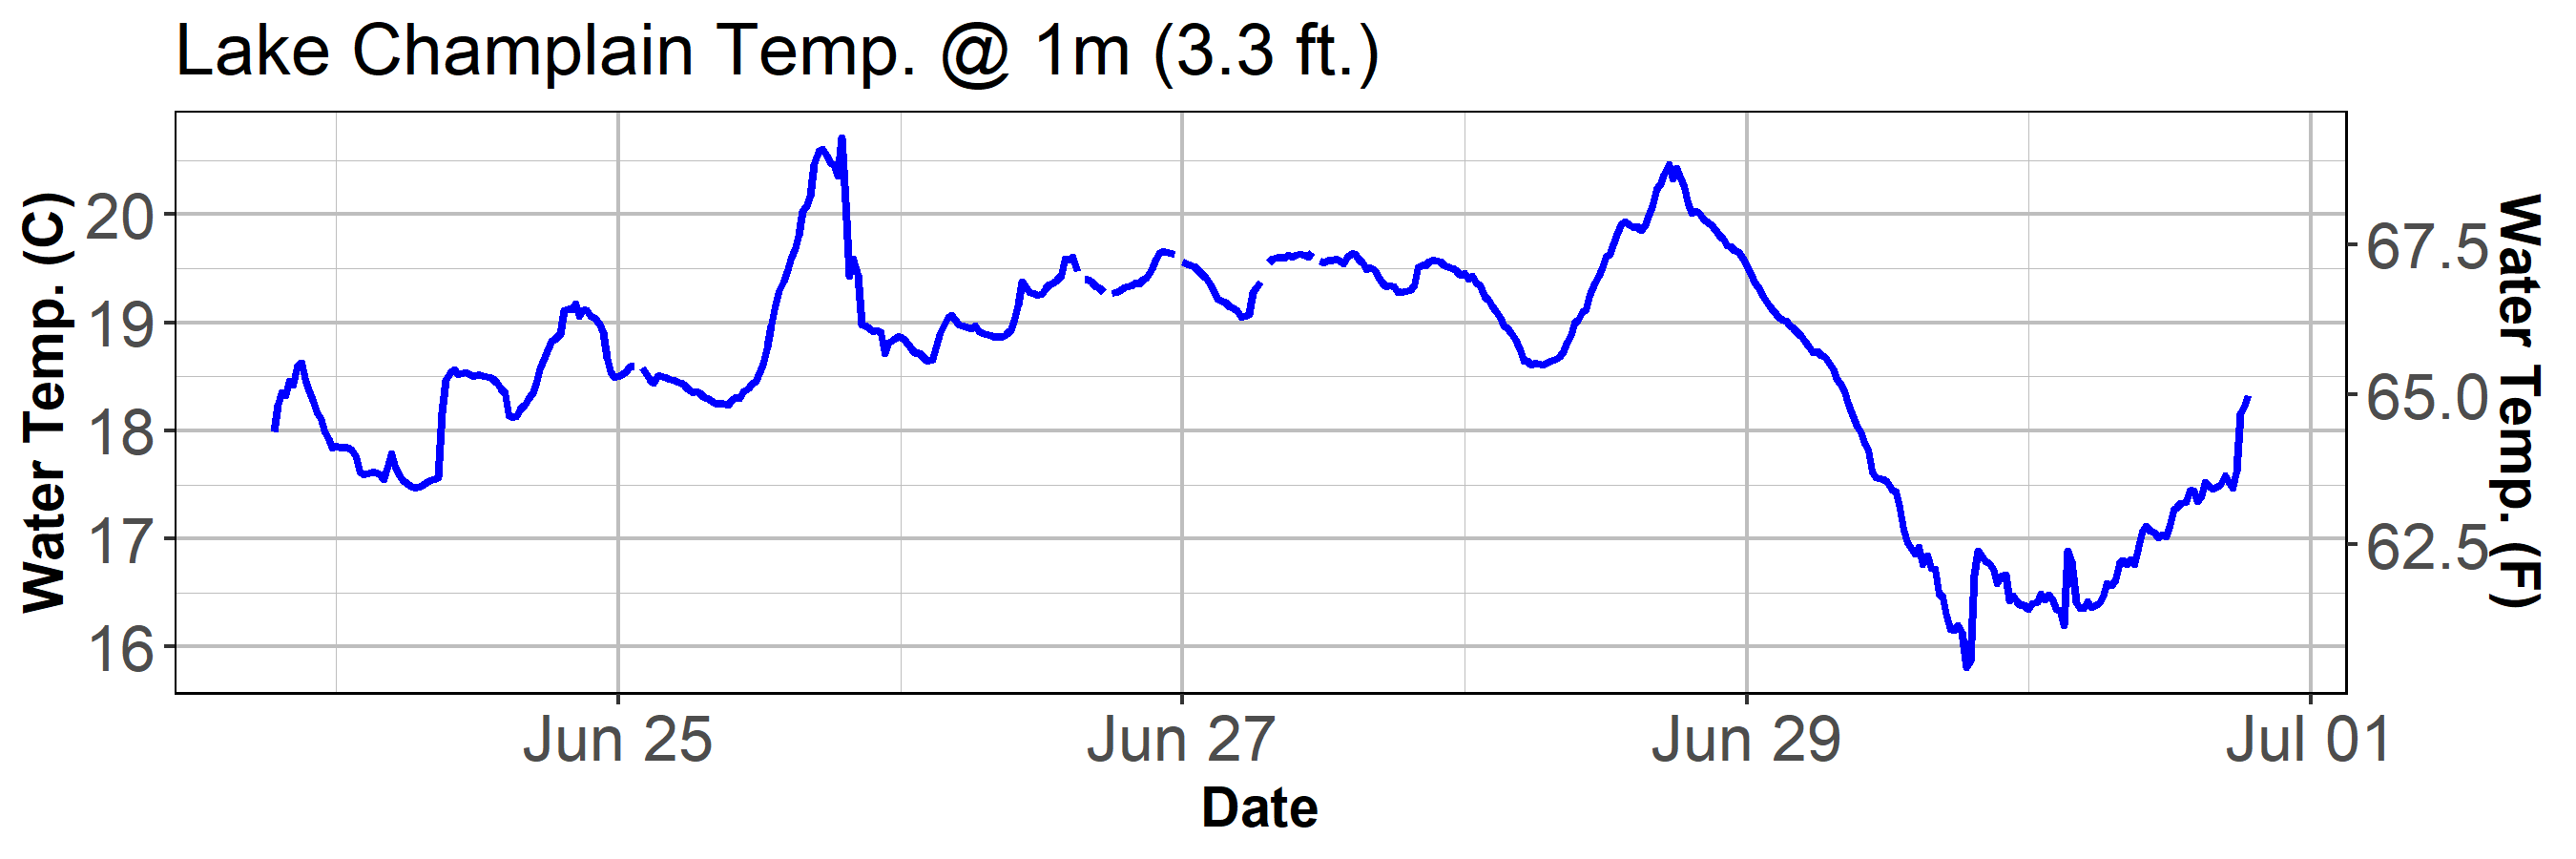 Lake Champlain Temp. @ 1m (3.3 ft.)
Water Temp. (C)
20
19
18
17
16
67.5
65.0
62.5
Water Temp. (F)
Jun 25
Jun 27
Jun 29
Jul 01
Date